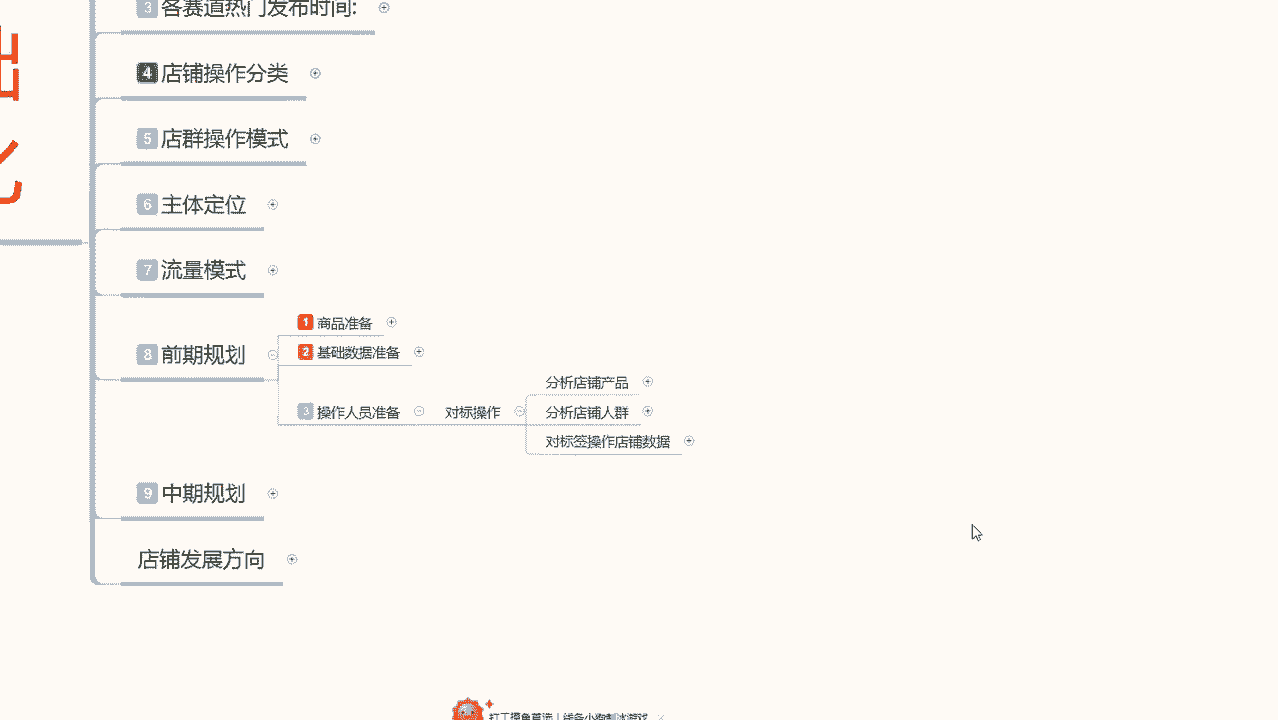 3 各赛道热门发布时间:
4 店铺操作分类
5 店群操作模式
6 主体定位
7 流量模式
8 前期规划
1 商品准备
2 基础数据准备
3 操作人员准备
对标操作
分析店铺产品
分析店铺人群
对标签操作店铺数据
9 中期规划
店铺发展方向